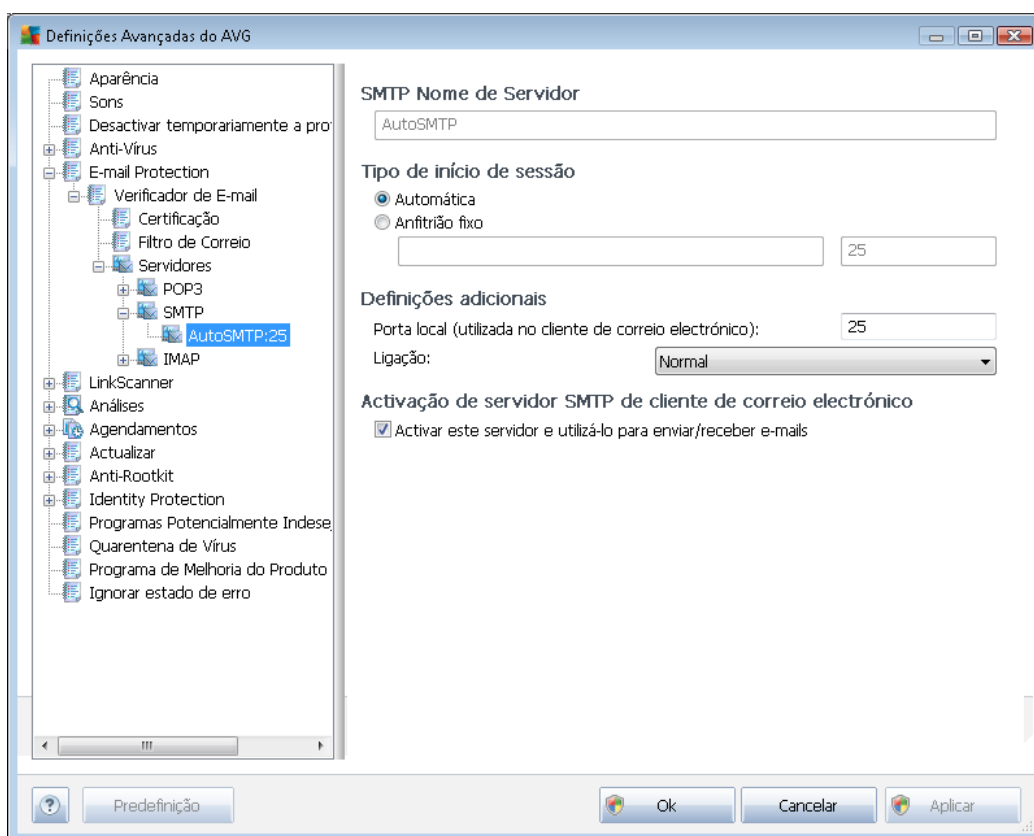 Definições Avançadas do AVG
Aparência
Sons
Desactivar temporariamente a pro
Anti-Vírus
E-mail Protection
Verificador de E-mail
Certificação
Filtro de Correio
Servidores
POP3
SMTP
AutoSMTP:25
IMAP
LinkScanner
Análises
Agendamentos
Actualizar
Anti-Rootkit
Identity Protection
Programas Potencialmente Indese
Quarentena de Vírus
Programa de Melhoria do Produto
Ignorar estado de erro
SMTP Nome de Servidor
AutoSMTP
Tipo de início de sessão
Automática
Anfitrião fixo
25
Definições adicionais
Porta local (utilizada no cliente de correio electrónico): 25
Ligação: Normal
Activação de servidor SMTP de cliente de correio electrónico
Activar este servidor e utilizá-lo para enviar/receber e-mails
? Predefinição Ok Cancelar Aplicar